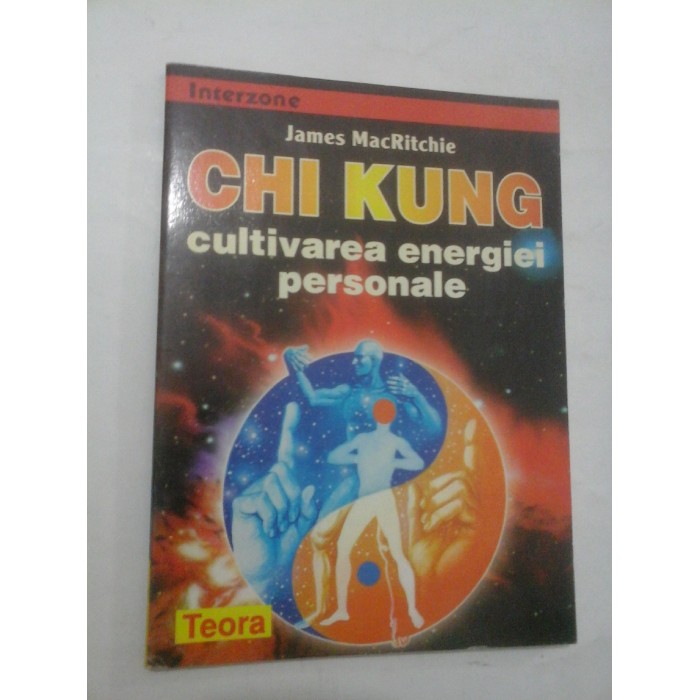 Interzone
James MacRitchie
CHI KUNG
cultivarea energiei
personale
Teora